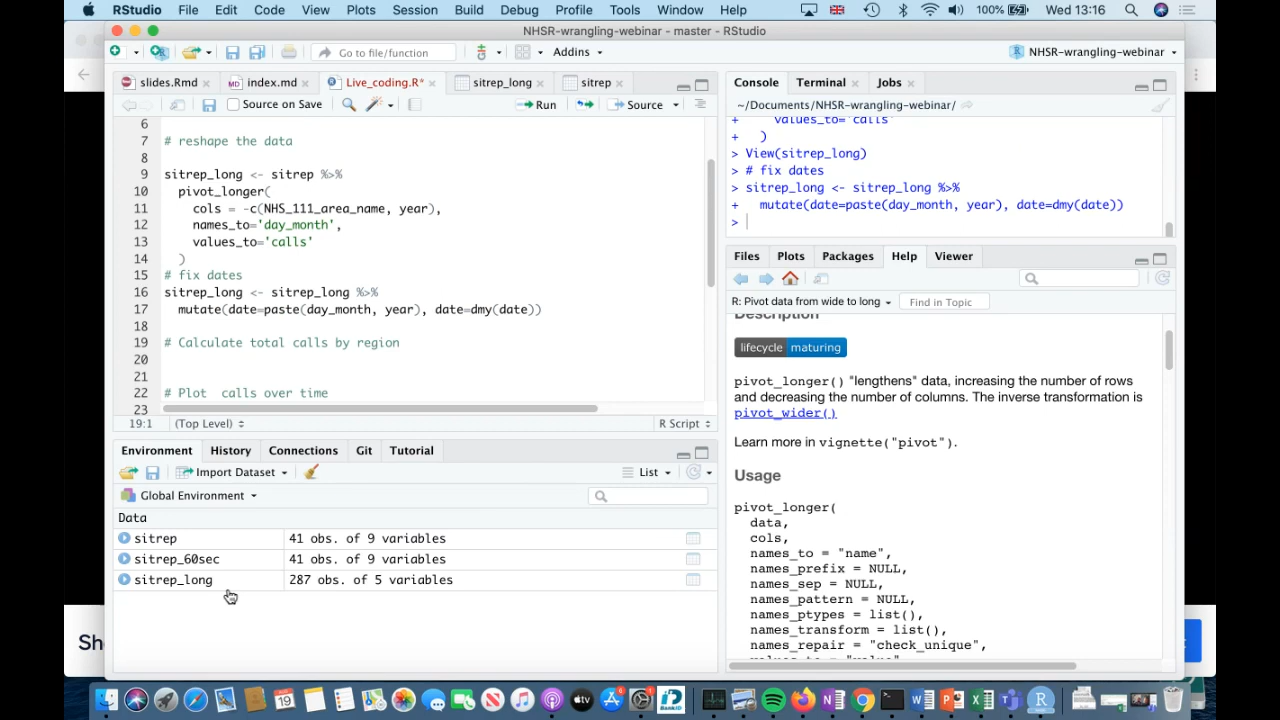 RStudio File Edit Code View Plots Session Build Debug Profile Tools Window Help 100% Wed 13:16
NHSR-wrangling-webinar - master - RStudio
Go to file/function Addins NHSR-wrangling-webinar
slides.Rmd index.md Live_coding.R* sitrep_long sitrep
Source on Save Run Source
6
7 # reshape the data
8
9 sitrep_long <- sitrep %>%
10 pivot_longer(
11 cols = -c(NHS_111_area_name, year),
12 names_to='day_month',
13 values_to='calls'
14 )
15 # fix dates
16 sitrep_long <- sitrep_long %>%
17 mutate(date=paste(day_month, year), date=dmy(date))
18
19 # Calculate total calls by region
20
21
22 # Plot  calls over time
23
19:1 (Top Level) R Script
Environment History Connections Git Tutorial
Import Dataset List
Global Environment
Data
sitrep 41 obs. of 9 variables
sitrep_60sec 41 obs. of 9 variables
sitrep_long 287 obs. of 5 variables
Console Terminal Jobs
~/Documents/NHSR-wrangling-webinar/
+ values_to='calls'
+ )
> View(sitrep_long)
> # fix dates
> sitrep_long <- sitrep_long %>%
+ mutate(date=paste(day_month, year), date=dmy(date))
>
Files Plots Packages Help Viewer
R: Pivot data from wide to long Find in Topic
Description
lifecycle maturing
pivot_longer() "lengthens" data, increasing the number of rows
and decreasing the number of columns. The inverse transformation is
pivot_wider()
Learn more in vignette("pivot").
Usage
pivot_longer(
data,
cols,
names_to = "name",
names_prefix = NULL,
names_sep = NULL,
names_pattern = NULL,
names_ptypes = list(),
names_transform = list(),
names_repair = "check_unique",
values_to = "value",